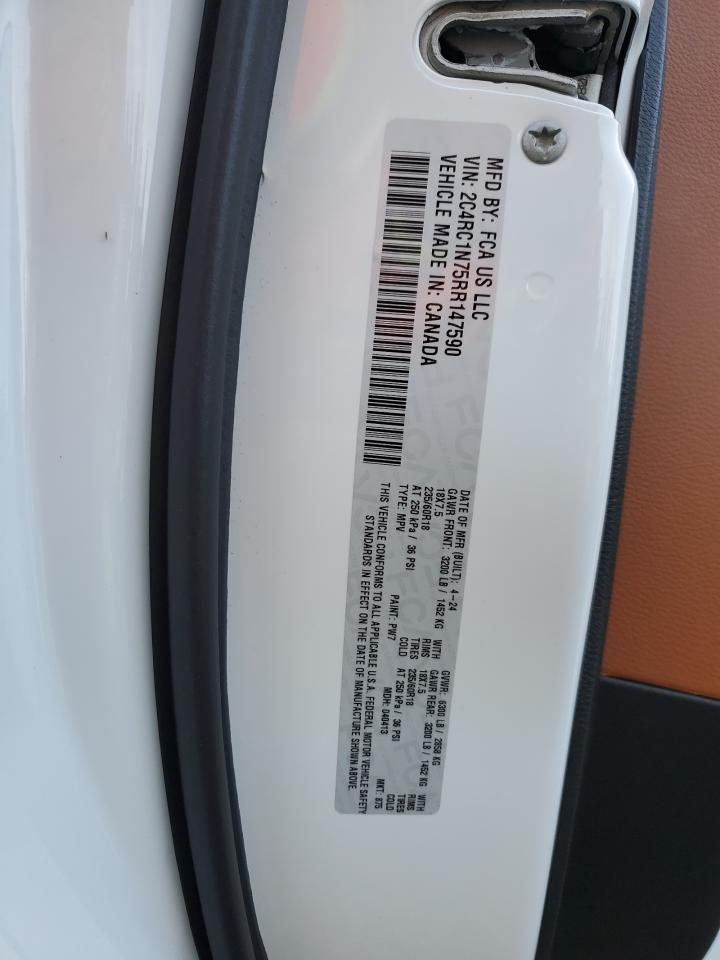 MFD BY: FCA US LLC
VIN: 2C4RC1N75RR147590
VEHICLE MADE IN: CANADA
DATE OF MFR (BUILT): 4-24 GVWR: 6300 LB / 2858 KG
GAWR FRONT: 3200 LB / 1452 KG WITH GAWR REAR: 3200 LB / 1452 KG WITH
18X7.5 RIMS 18X7.5 RIMS
235/60R18 TIRES 235/60R18 TIRES
AT 250 kPa / 36 PSI COLD AT 250 kPa / 36 PSI COLD
TYPE: MPV PAINT: PW7 MDH: 040413 MKT: 875
THIS VEHICLE CONFORMS TO ALL APPLICABLE U.S.A. FEDERAL MOTOR VEHICLE SAFETY
STANDARDS IN EFFECT ON THE DATE OF MANUFACTURE SHOWN ABOVE.